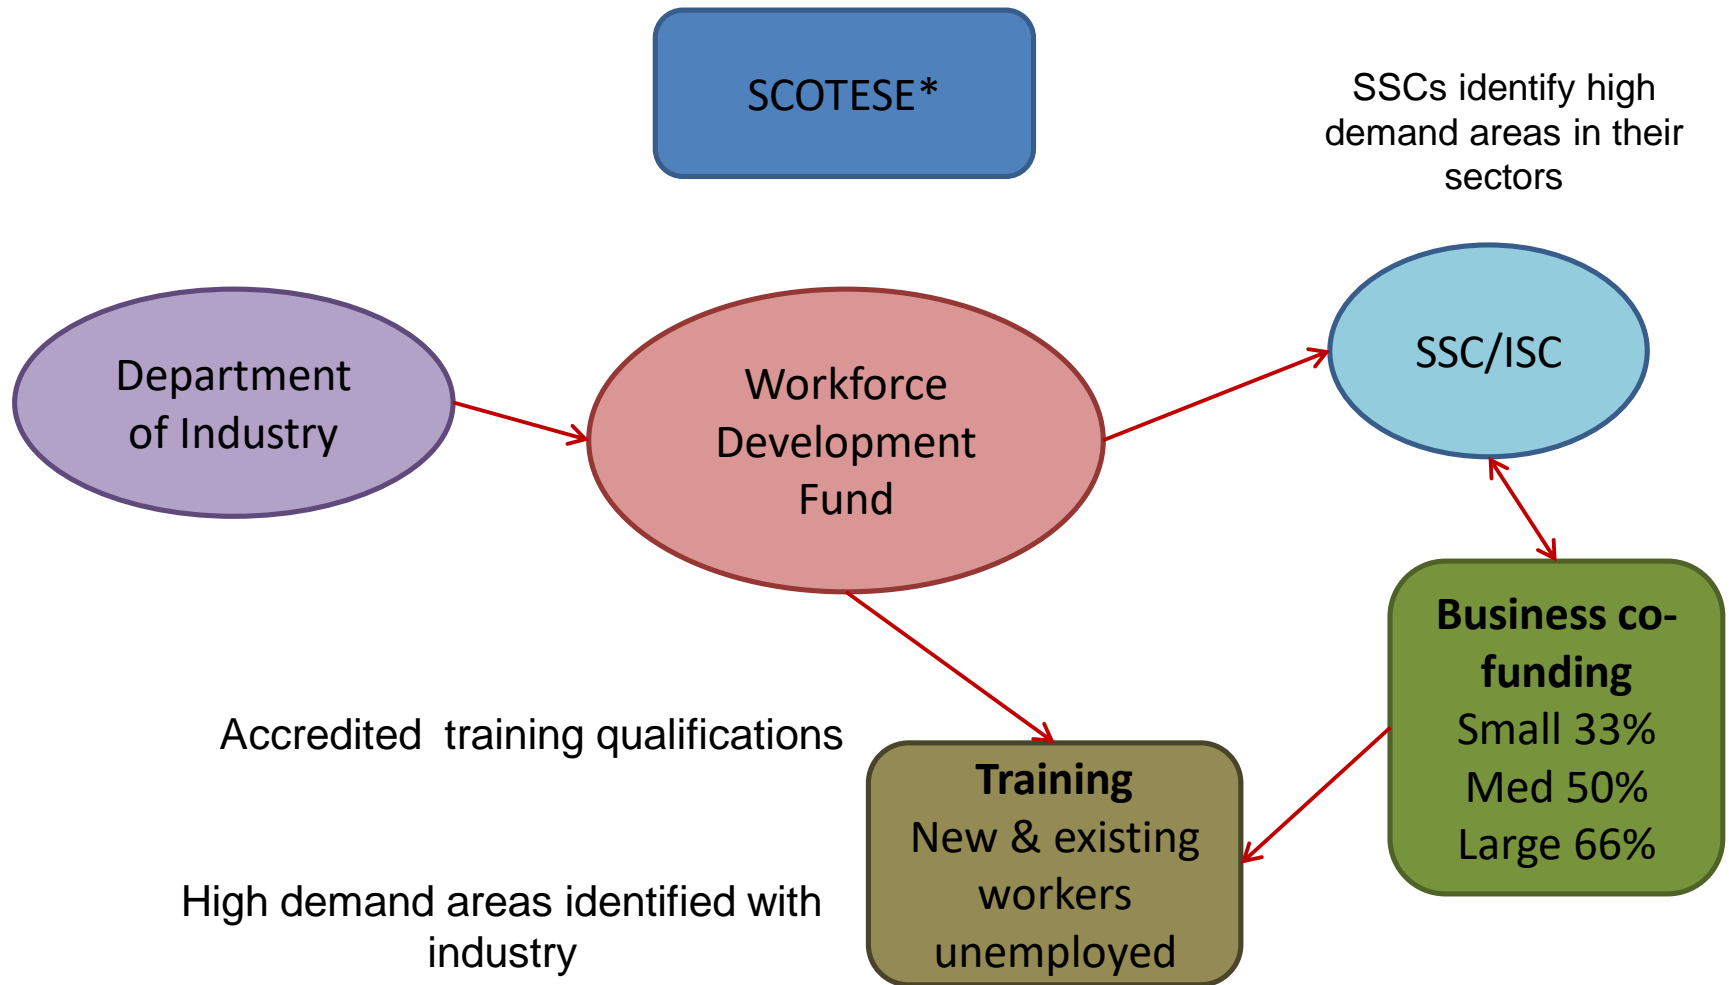 SCOTESE*
SSCs identify high
demand areas in their
sectors
Department
of Industry
Workforce
Development
Fund
SSC/ISC
Business co-
funding
Small 33%
Med 50%
Large 66%
Accredited  training qualifications
Training
New & existing
workers
unemployed
High demand areas identified with
industry